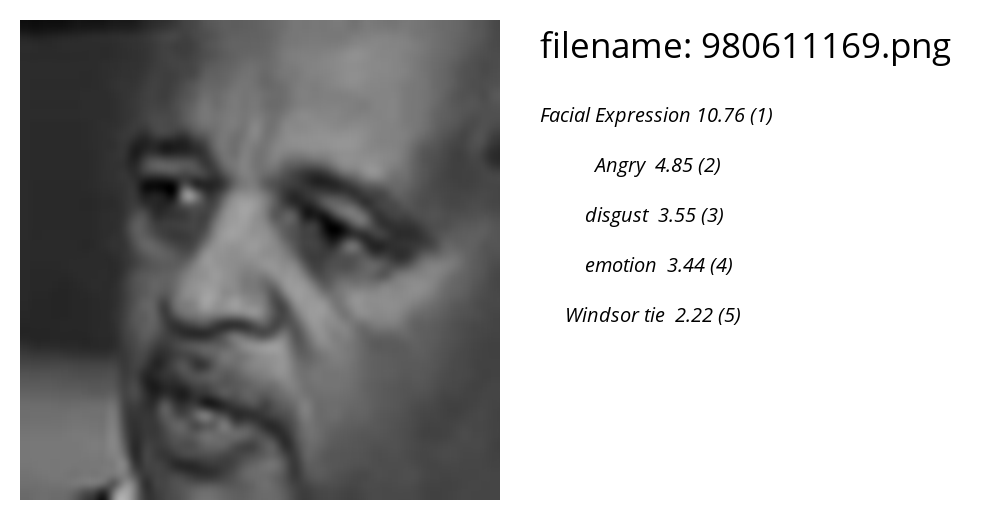 filename: 980611169.png
Facial Expression 10.76 (1)
Angry 4.85 (2)
disgust 3.55 (3)
emotion 3.44 (4)
Windsor tie 2.22 (5)